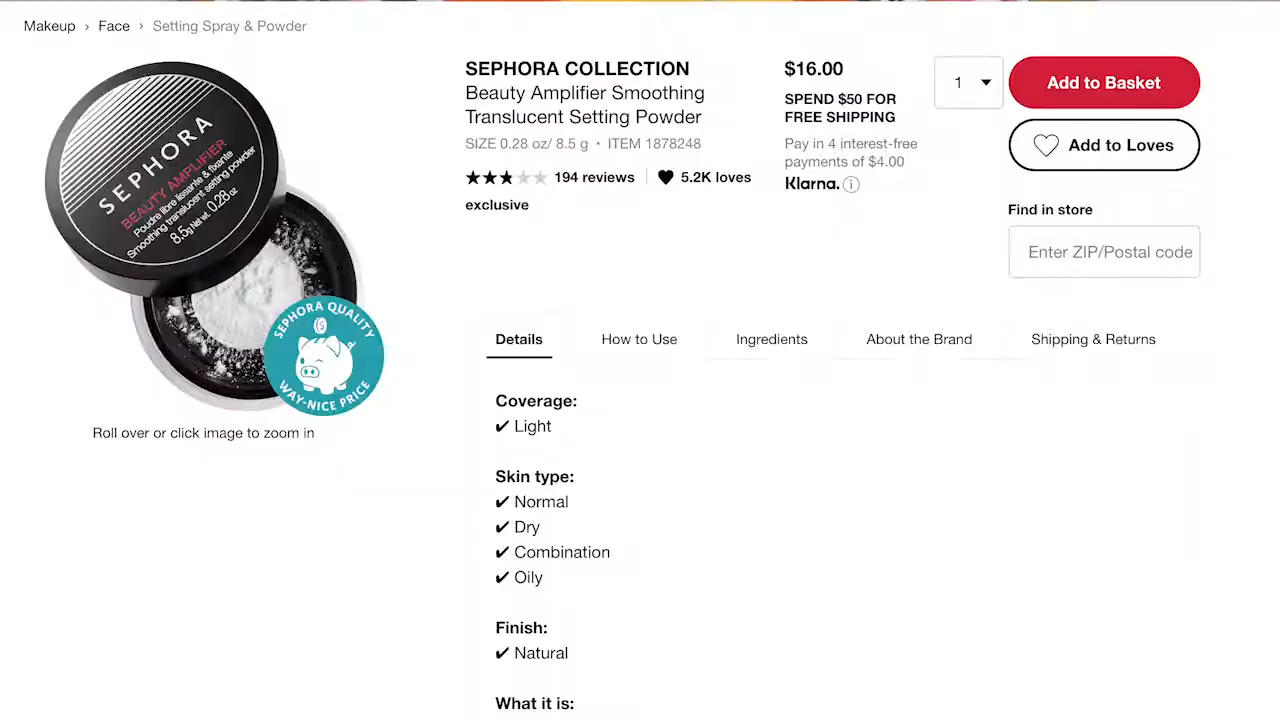 Makeup › Face › Setting Spray & Powder
SEPHORA
BEAUTY AMPLIFIER
Poudre libre lissante & fixante
Smoothing translucent setting powder
8.5g Net wt. 0.28oz
SEPHORA QUALITY
WAY-NICE PRICE
Roll over or click image to zoom in
SEPHORA COLLECTION
Beauty Amplifier Smoothing
Translucent Setting Powder
SIZE 0.28 oz/ 8.5 g • ITEM 1878248
194 reviews
5.2K loves
exclusive
$16.00
SPEND $50 FOR
FREE SHIPPING
Pay in 4 interest-free
payments of $4.00
Klarna.
1
Add to Basket
Add to Loves
Find in store
Enter ZIP/Postal code
Details How to Use Ingredients About the Brand Shipping & Returns
Coverage:
✔ Light
Skin type:
✔ Normal
✔ Dry
✔ Combination
✔ Oily
Finish:
✔ Natural
What it is: